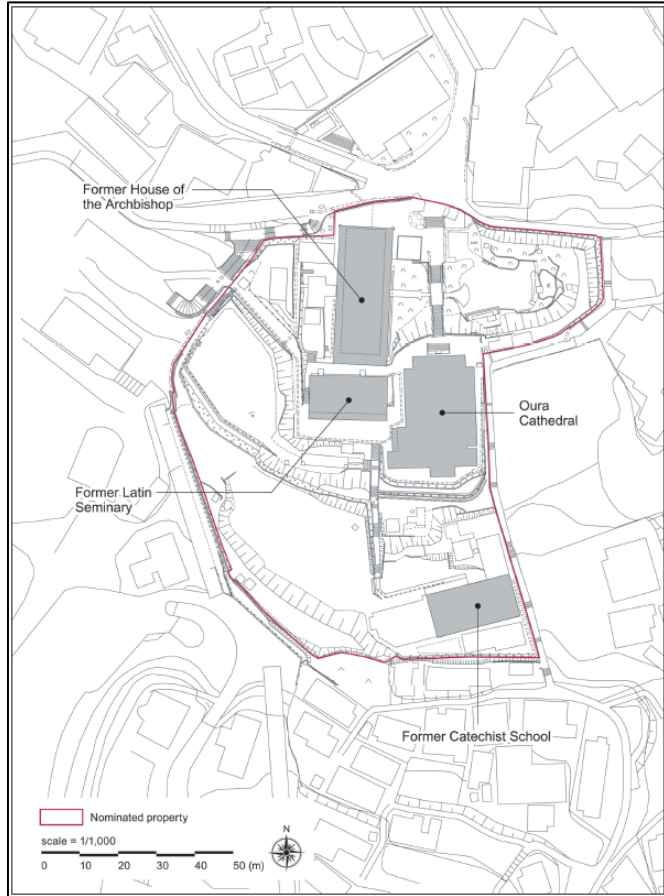 Former House of
the Archbishop
Oura
Cathedral
Former Latin
Seminary
Former Catechist School
Nominated property
scale = 1/1,000
N
0 10 20 30 40 50 (m)